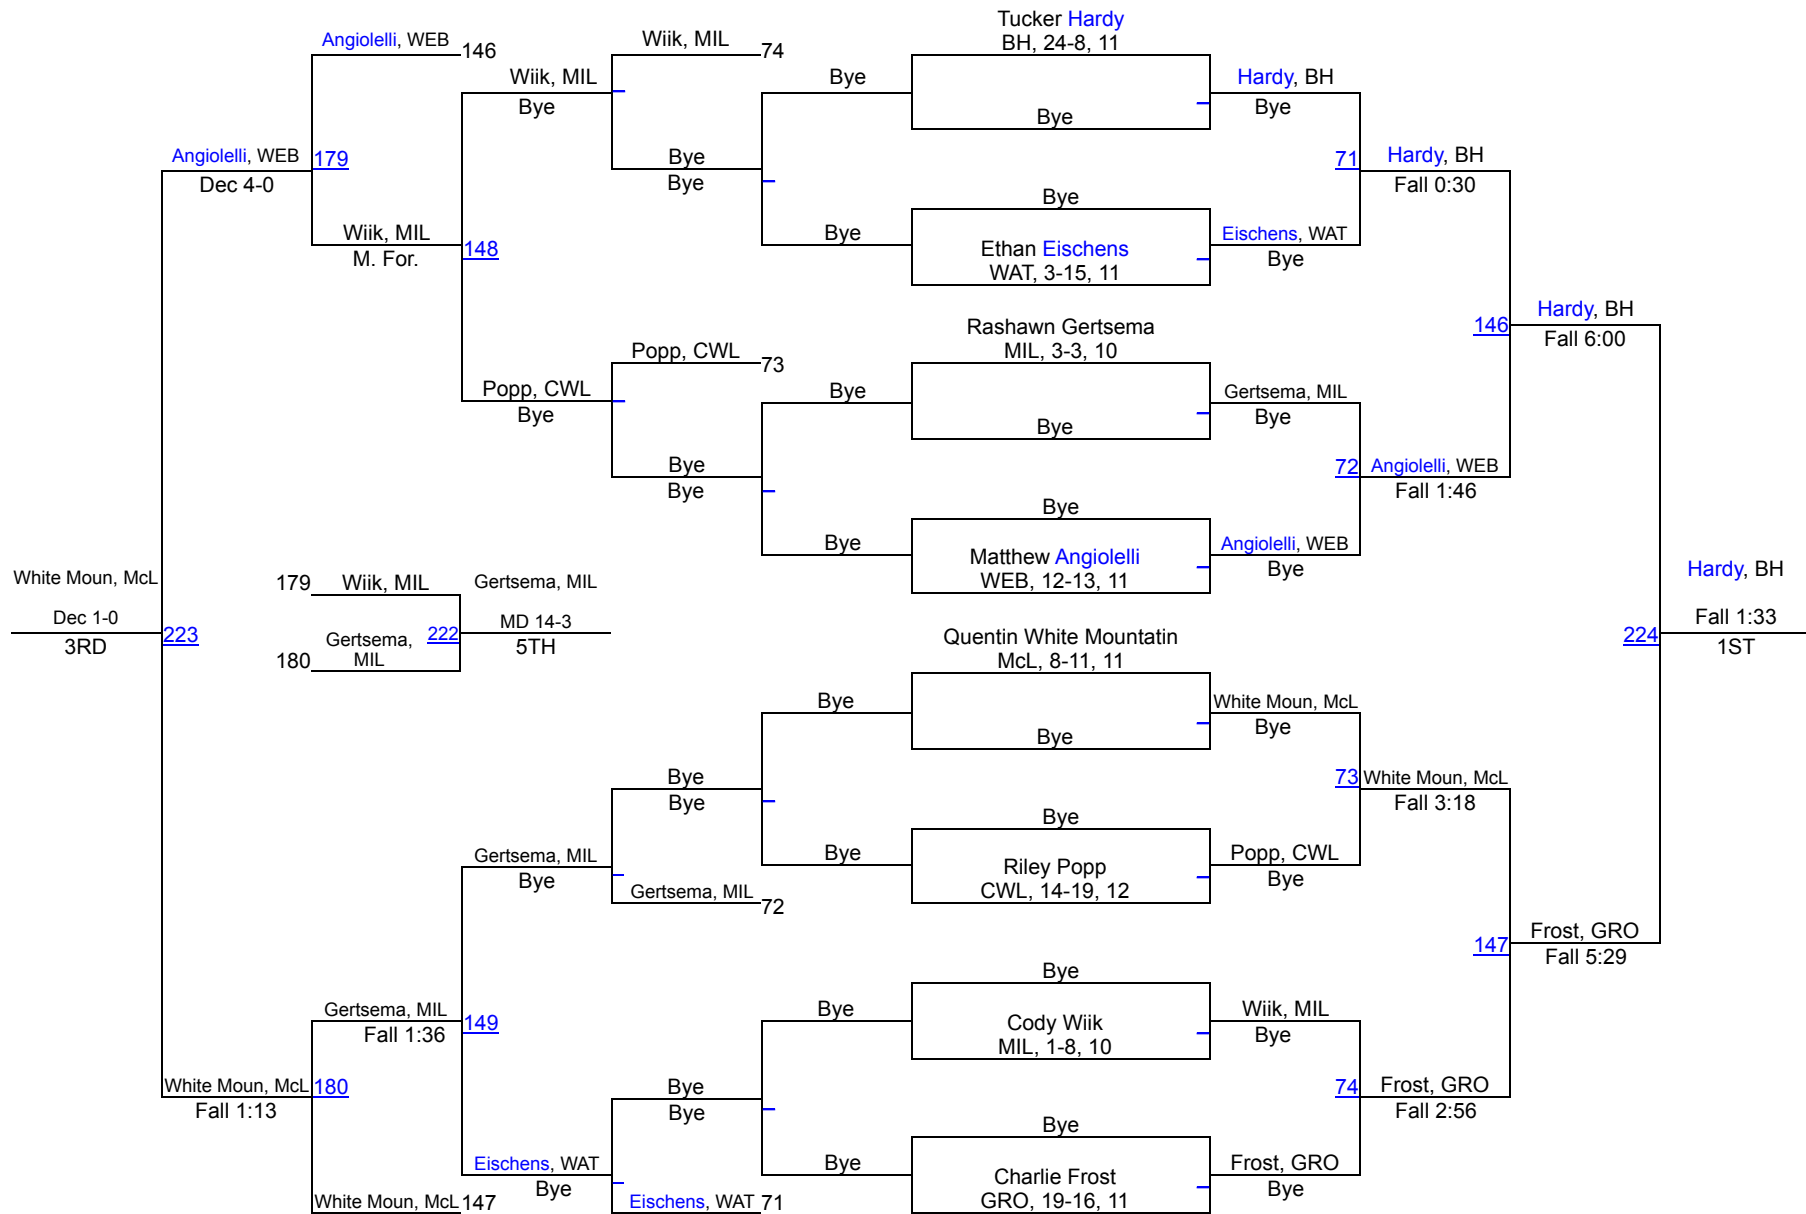 Tucker Hardy
Angiolelli, WEB
146
Wiik, MIL
74
BH, 24-8, 11
Wiik, MIL
Bye
Hardy, BH
Bye
Bye
Bye
Angiolelli, WEB
179
Bye
71
Hardy, BH
Dec 4-0
Bye
Fall 0:30
Bye
Wiik, MIL
148
Bye
Ethan Eischens
Eischens, WAT
M. For.
WAT, 3-15, 11
Bye
Hardy, BH
Rashawn Gertsema
146
Fall 6:00
Popp, CWL
73
MIL, 3-3, 10
Popp, CWL
Bye
Gertsema, MIL
Bye
Bye
Bye
Bye
72
Angiolelli, WEB
Bye
Fall 1:46
Bye
Bye
Matthew Angiolelli
Angiolelli, WEB
White Moun, McL
179
Wiik, MIL
Gertsema, MIL
WEB, 12-13, 11
Bye
Hardy, BH
Dec 1-0
MD 14-3
Fall 1:33
223
Gertsema,
MIL
222
Quentin White Mountatin
224
3RD
180
5TH
McL, 8-11, 11
1ST
Bye
White Moun, McL
Bye
Bye
Bye
73
White Moun, McL
Bye
Fall 3:18
Bye
Gertsema, MIL
Bye
Riley Popp
Popp, CWL
Bye
Gertsema, MIL
72
CWL, 14-19, 12
Bye
147
Frost, GRO
Fall 5:29
Bye
Gertsema, MIL
149
Bye
Cody Wiik
Wiik, MIL
Fall 1:36
MIL, 1-8, 10
Bye
White Moun, McL
180
Bye
74
Frost, GRO
Fall 1:13
Bye
Fall 2:56
Bye
Eischens, WAT
Bye
Charlie Frost
Frost, GRO
Bye
Bye
White Moun, McL
147
Eischens, WAT
71
GRO, 19-16, 11